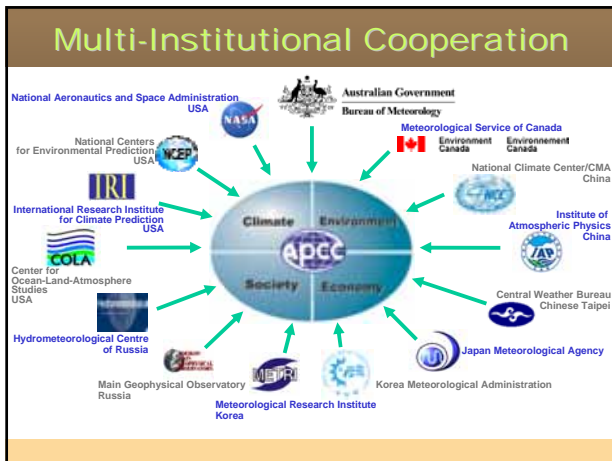 Multi-Institutional Cooperation
National Aeronautics and Space Administration
USA
NASA
Australian Government
Bureau of Meteorology
Meteorological Service of Canada
Environment Canada
Environnement Canada
National Centers
for Environmental Prediction
USA
NCEP
National Climate Center/CMA
China
NCC
IRI
International Research Institute
for Climate Prediction
USA
Climate
Environment
APCC
Society
Economy
Institute of
Atmospheric Physics
China
IAP
COLA
Center for
Ocean-Land-Atmosphere
Studies
USA
Central Weather Bureau
Chinese Taipei
Hydrometeorological Centre
of Russia
Japan Meteorological Agency
Main Geophysical Observatory
Russia
METRI
Meteorological Research Institute
Korea
Korea Meteorological Administration